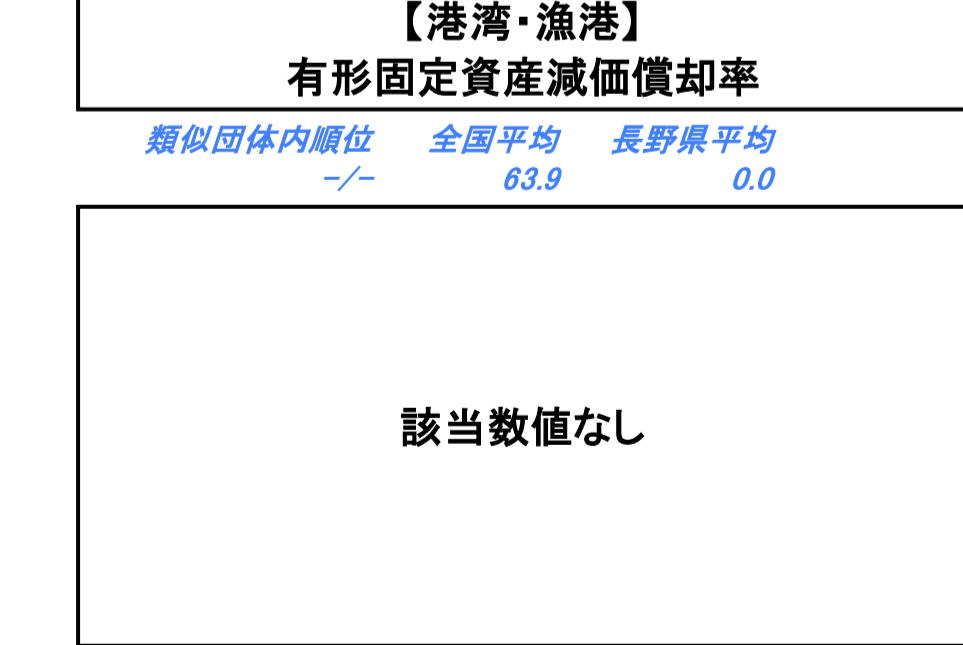 【港湾・漁港】
有形固定資産減価償却率
類似団体内順位 全国平均 長野県平均
-/- 63.9 0.0
該当数値なし